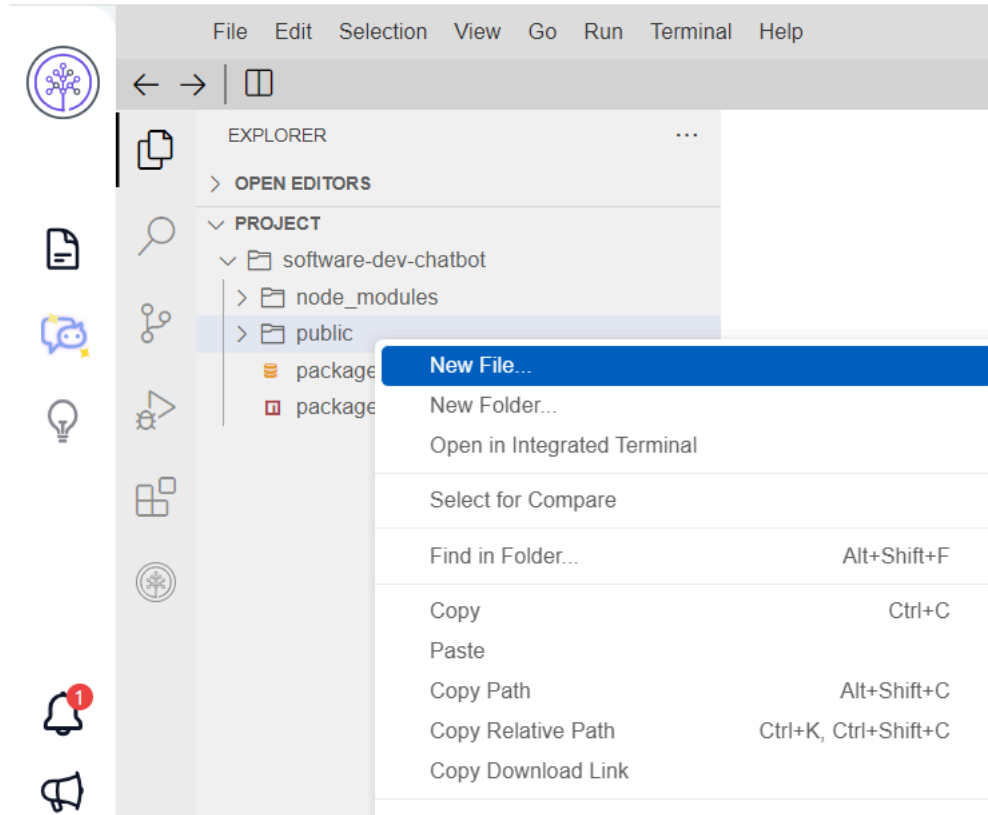 File Edit Selection View Go Run Terminal Help
EXPLORER
OPEN EDITORS
PROJECT
software-dev-chatbot
node_modules
public
package
package
New File...
New Folder...
Open in Integrated Terminal
Select for Compare
Find in Folder... Alt+Shift+F
Copy Ctrl+C
Paste
Copy Path Alt+Shift+C
Copy Relative Path Ctrl+K, Ctrl+Shift+C
Copy Download Link
1